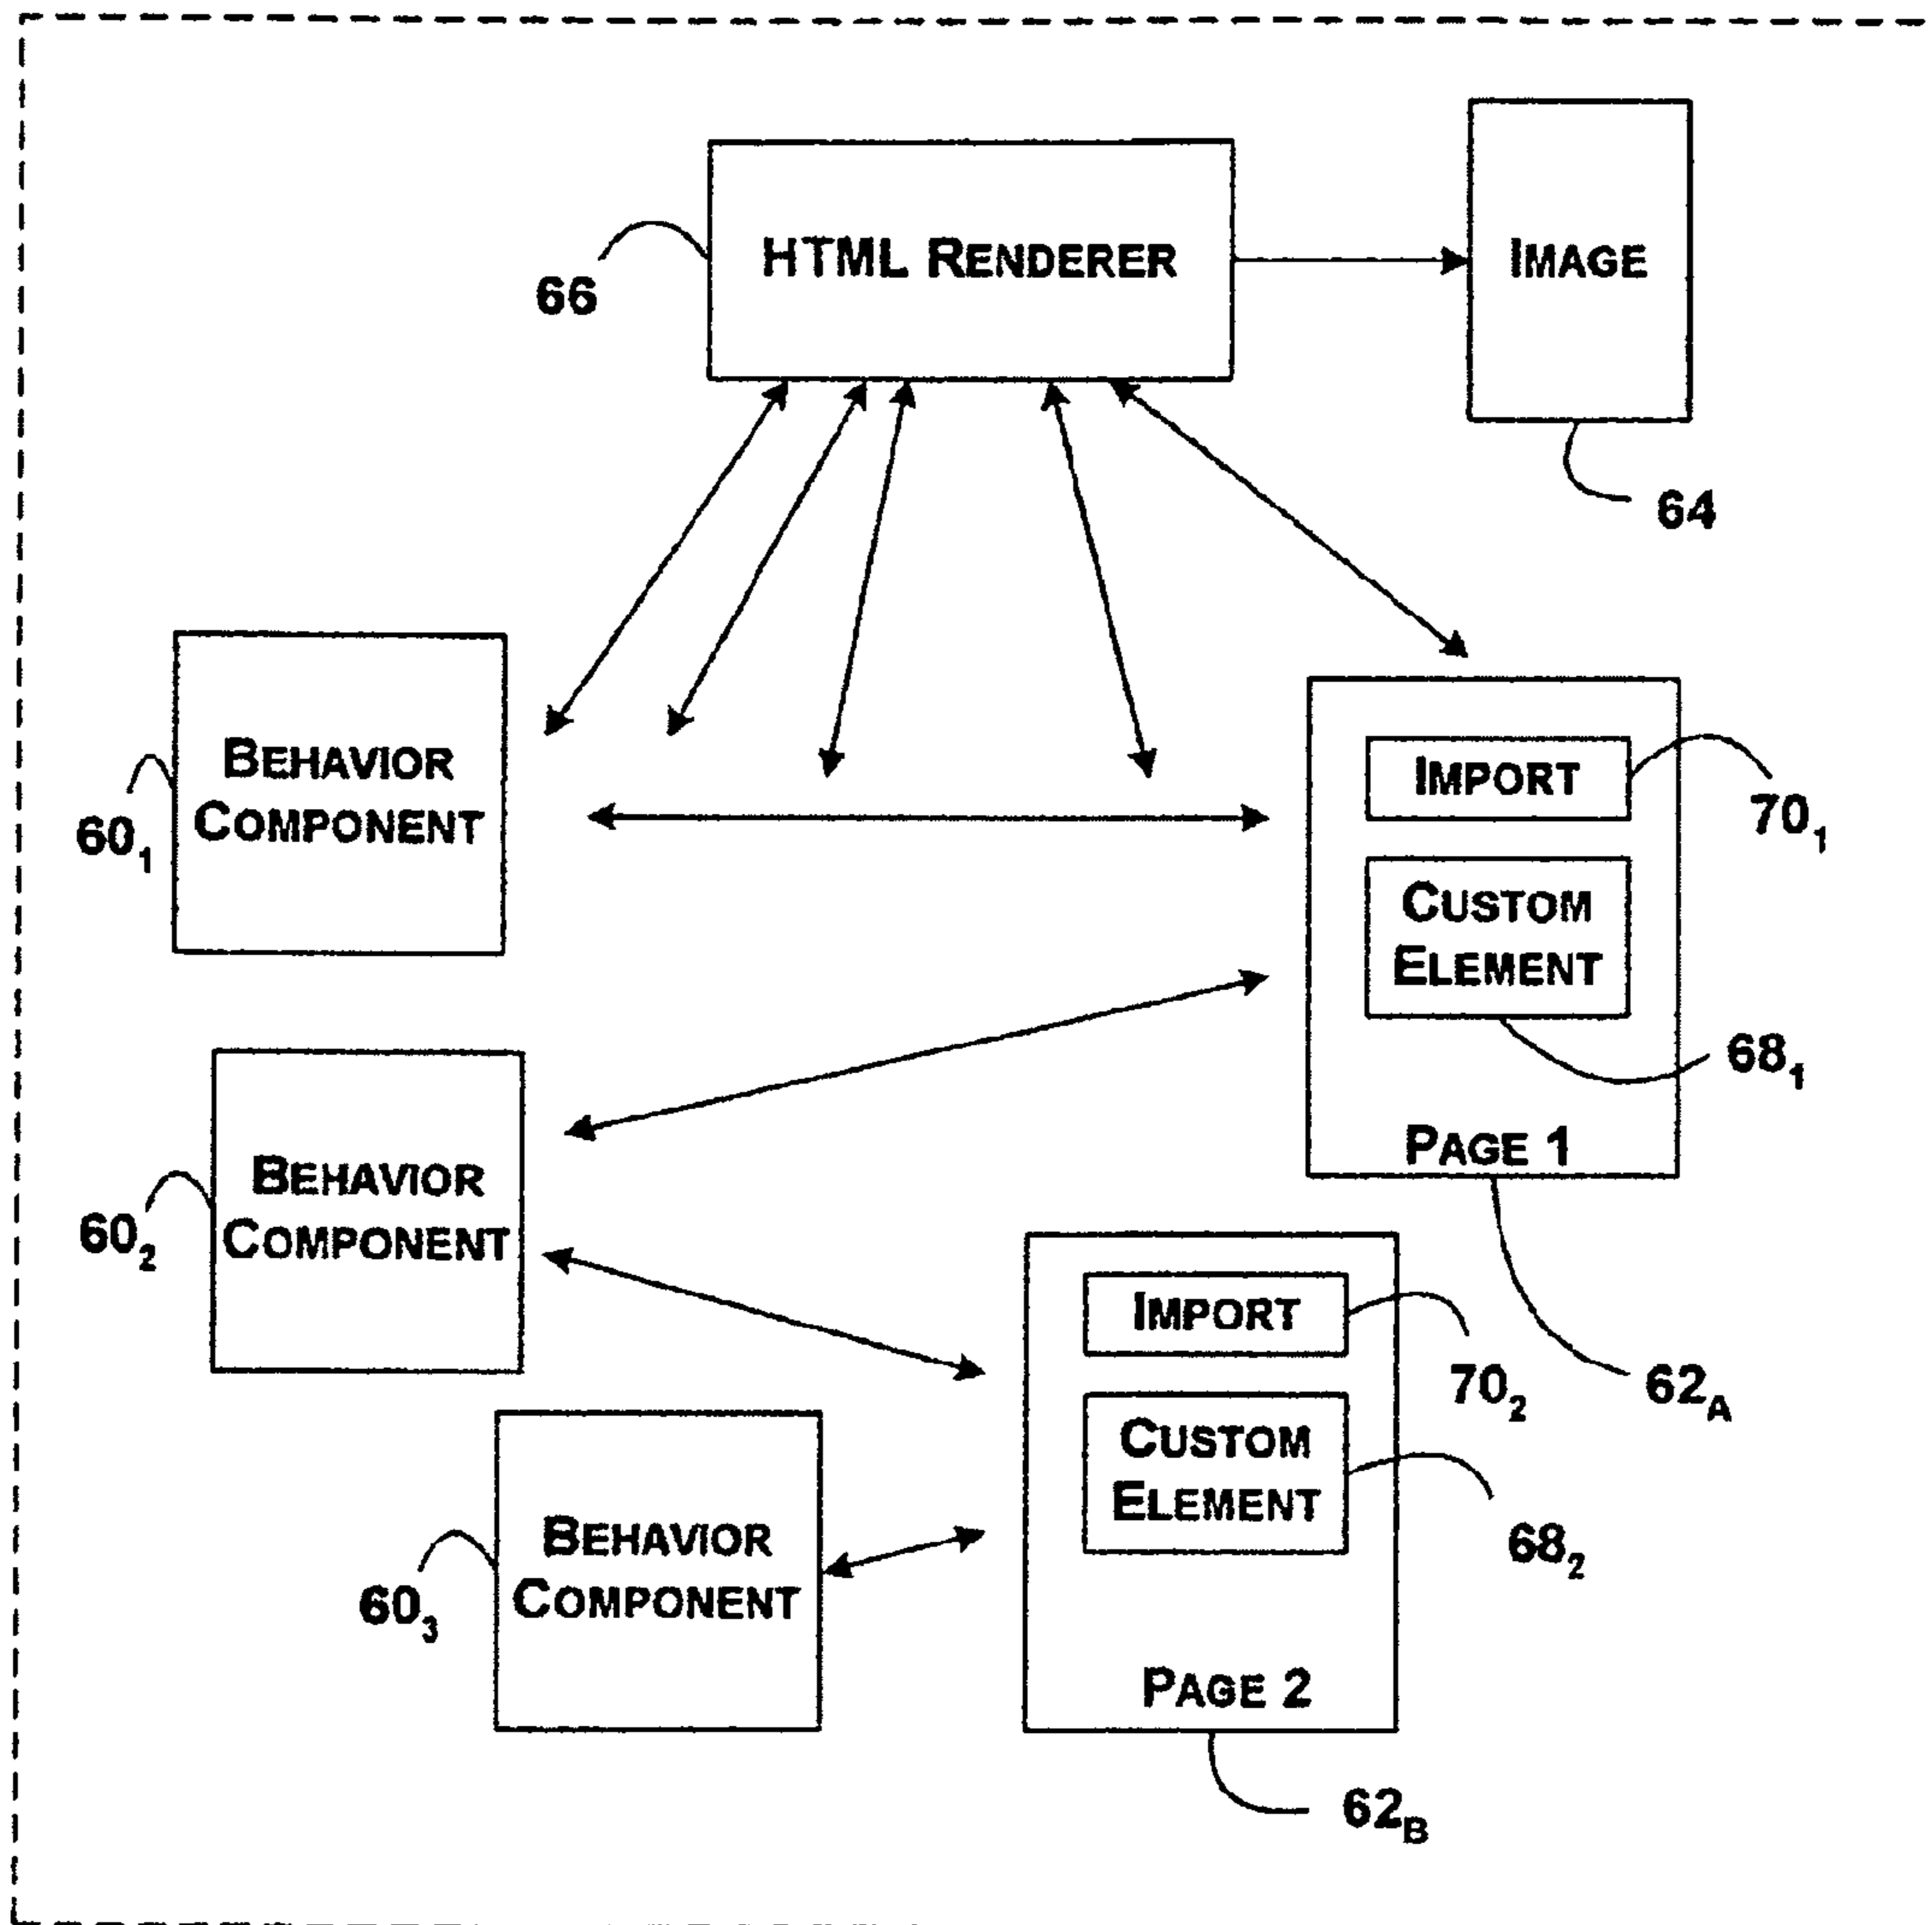 HTML RENDERER
IMAGE
66
64
BEHAVIOR
COMPONENT
60₁
IMPORT
70₁
CUSTOM
ELEMENT
68₁
PAGE 1
62A
BEHAVIOR
COMPONENT
60₂
IMPORT
70₂
CUSTOM
ELEMENT
68₂
PAGE 2
62B
BEHAVIOR
COMPONENT
60₃